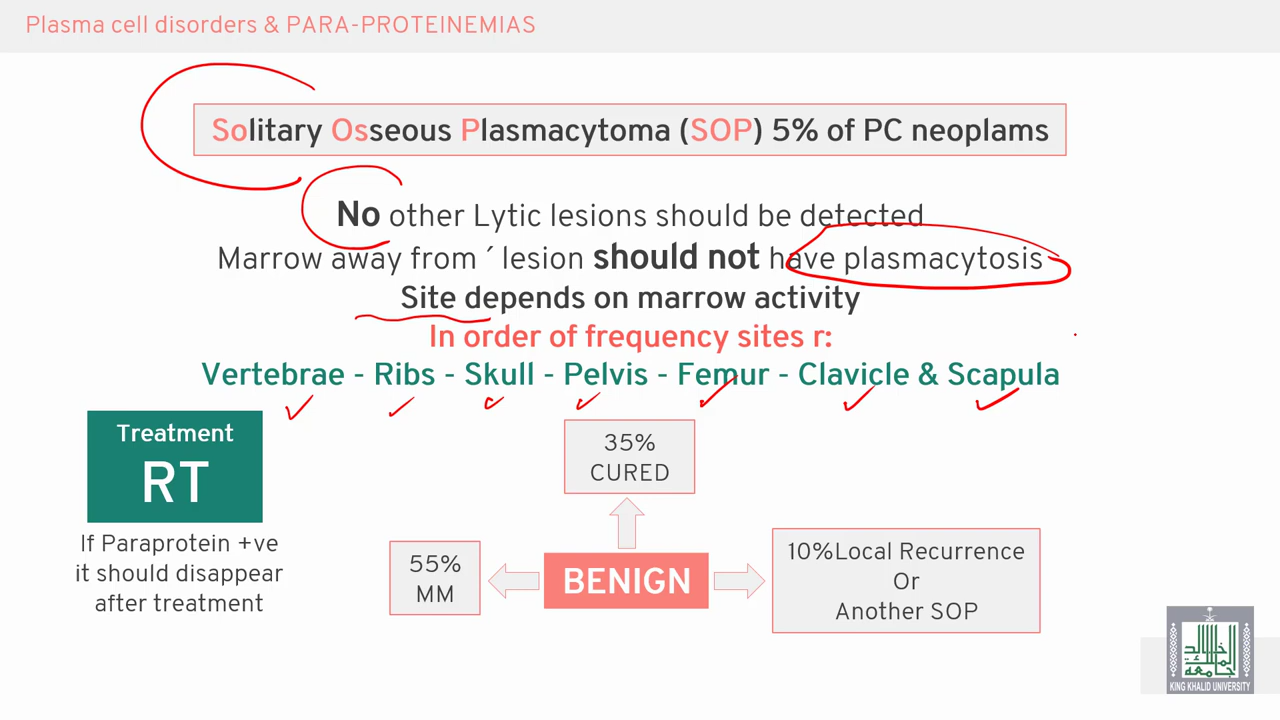 Plasma cell disorders & PARA-PROTEINEMIAS
Solitary Osseous Plasmacytoma (SOP) 5% of PC neoplams
No other Lytic lesions should be detected
Marrow away from ´ lesion should not have plasmacytosis
Site depends on marrow activity
In order of frequency sites r:
Vertebrae - Ribs - Skull - Pelvis - Femur - Clavicle & Scapula
Treatment
RT
If Paraprotein +ve
it should disappear
after treatment
35%
CURED
55%
MM
BENIGN
10%Local Recurrence
Or
Another SOP
جامعة الملك خالد
KING KHALID UNIVERSITY